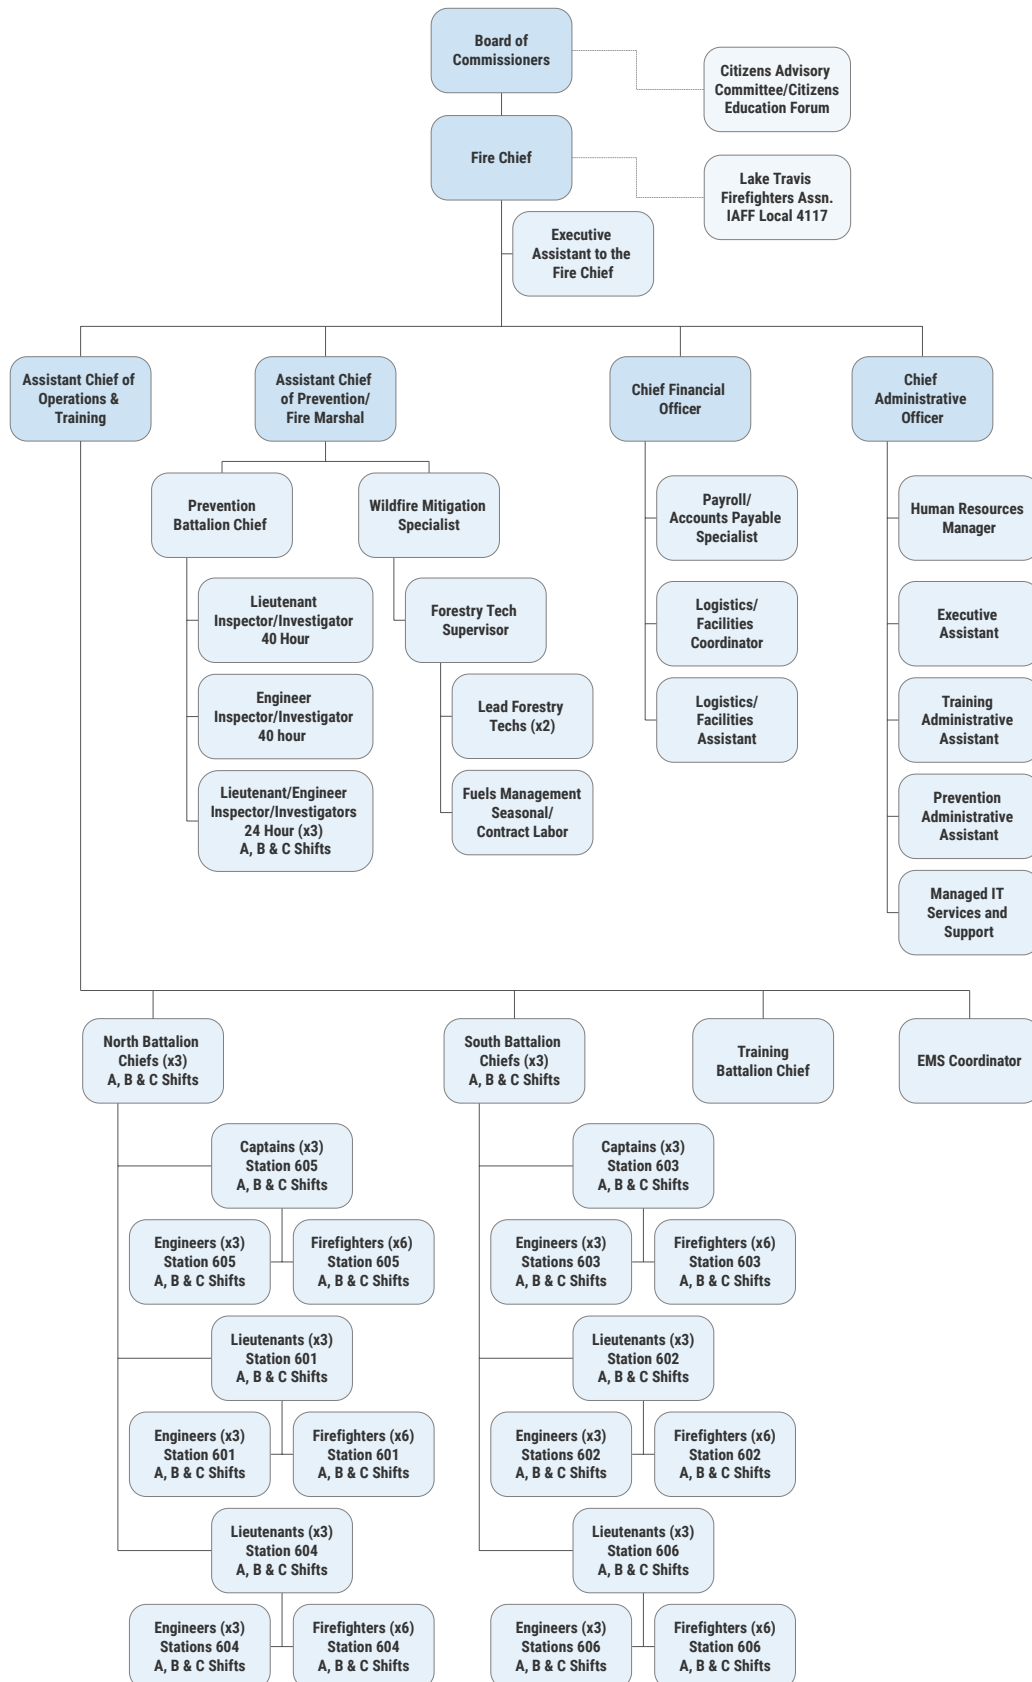 Board of
Commissioners
Citizens Advisory
Committee/Citizens
Education Forum
Fire Chief
Lake Travis
Firefighters Assn.
IAFF Local 4117
Executive
Assistant to the
Fire Chief
Assistant Chief of
Operations &
Training
Assistant Chief
of Prevention/
Fire Marshal
Chief Financial
Officer
Chief
Administrative
Officer
Prevention
Battalion Chief
Wildfire Mitigation
Specialist
Payroll/
Accounts Payable
Specialist
Human Resources
Manager
Lieutenant
Inspector/Investigator
40 Hour
Forestry Tech
Supervisor
Logistics/
Facilities
Coordinator
Executive
Assistant
Engineer
Inspector/Investigator
40 hour
Lead Forestry
Techs (x2)
Logistics/
Facilities
Assistant
Training
Administrative
Assistant
Lieutenant/Engineer
Inspector/Investigators
24 Hour (x3)
A, B & C Shifts
Fuels Management
Seasonal/
Contract Labor
Prevention
Administrative
Assistant
Managed IT
Services and
Support
North Battalion
Chiefs (x3)
A, B & C Shifts
South Battalion
Chiefs (x3)
A, B & C Shifts
Training
Battalion Chief
EMS Coordinator
Captains (x3)
Station 605
A, B & C Shifts
Captains (x3)
Station 603
A, B & C Shifts
Engineers (x3)
Station 605
A, B & C Shifts
Firefighters (x6)
Station 605
A, B & C Shifts
Engineers (x3)
Stations 603
A, B & C Shifts
Firefighters (x6)
Station 603
A, B & C Shifts
Lieutenants (x3)
Station 601
A, B & C Shifts
Lieutenants (x3)
Station 602
A, B & C Shifts
Engineers (x3)
Station 601
A, B & C Shifts
Firefighters (x6)
Station 601
A, B & C Shifts
Engineers (x3)
Stations 602
A, B & C Shifts
Firefighters (x6)
Station 602
A, B & C Shifts
Lieutenants (x3)
Station 604
A, B & C Shifts
Lieutenants (x3)
Station 606
A, B & C Shifts
Engineers (x3)
Stations 604
A, B & C Shifts
Firefighters (x6)
Station 604
A, B & C Shifts
Engineers (x3)
Stations 606
A, B & C Shifts
Firefighters (x6)
Station 606
A, B & C Shifts